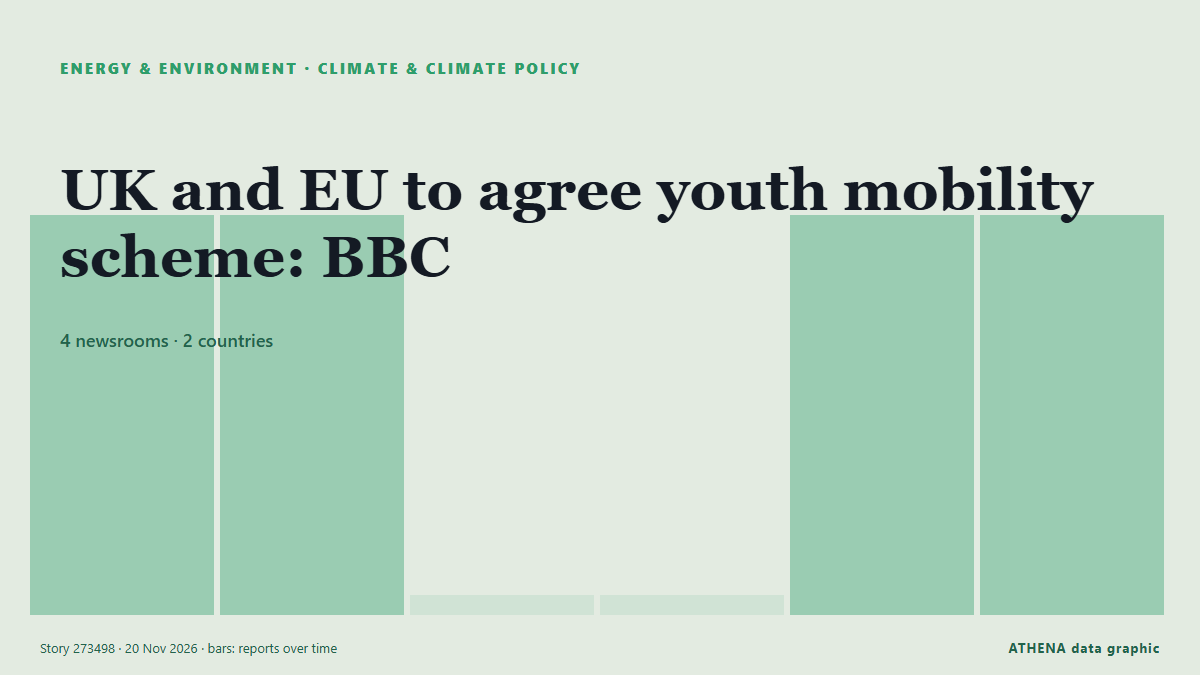 ENERGY & ENVIRONMENT · CLIMATE & CLIMATE POLICY
UK and EU to agree youth mobility
scheme: BBC
4 newsrooms · 2 countries
Story 273498 · 20 Nov 2026 · bars: reports over time
ATHENA data graphic